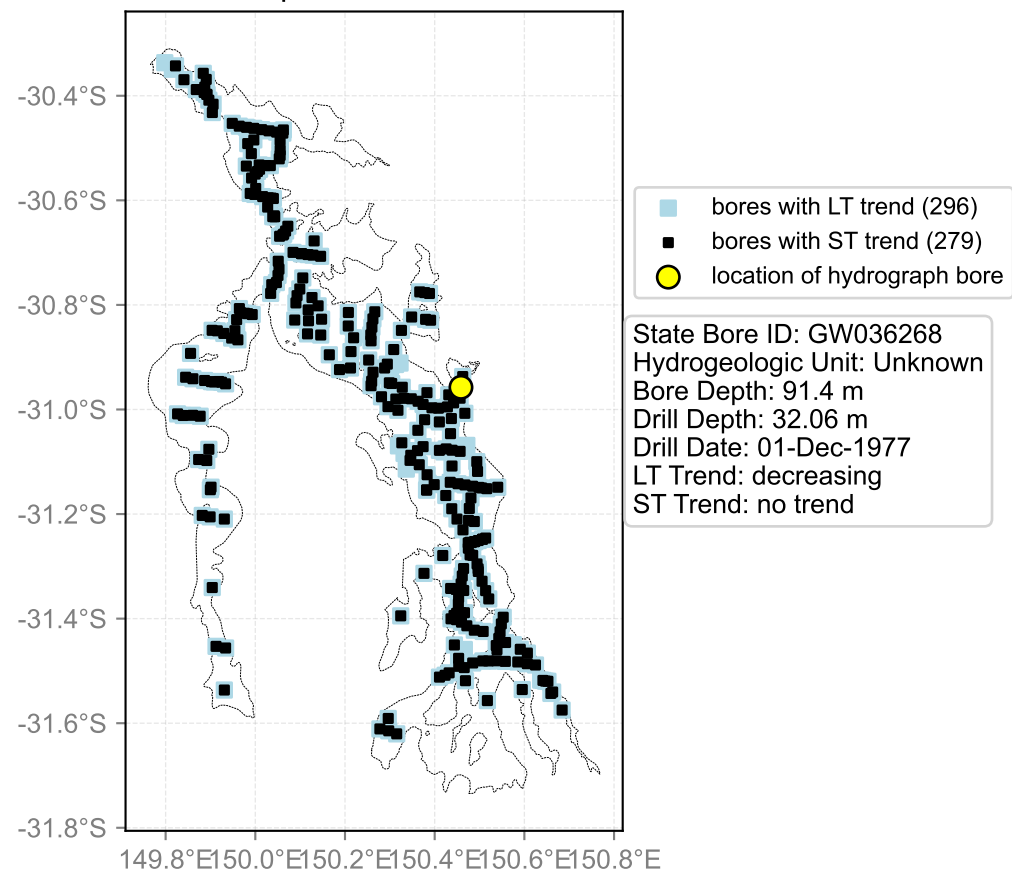 -30.4°S
-30.6°S
-30.8°S
-31.0°S
-31.2°S
-31.4°S
-31.6°S
-31.8°S
149.8°E150.0°E150.2°E150.4°E150.6°E150.8°E
bores with LT trend (296)
bores with ST trend (279)
location of hydrograph bore
State Bore ID: GW036268
Hydrogeologic Unit: Unknown
Bore Depth: 91.4 m
Drill Depth: 32.06 m
Drill Date: 01-Dec-1977
LT Trend: decreasing
ST Trend: no trend